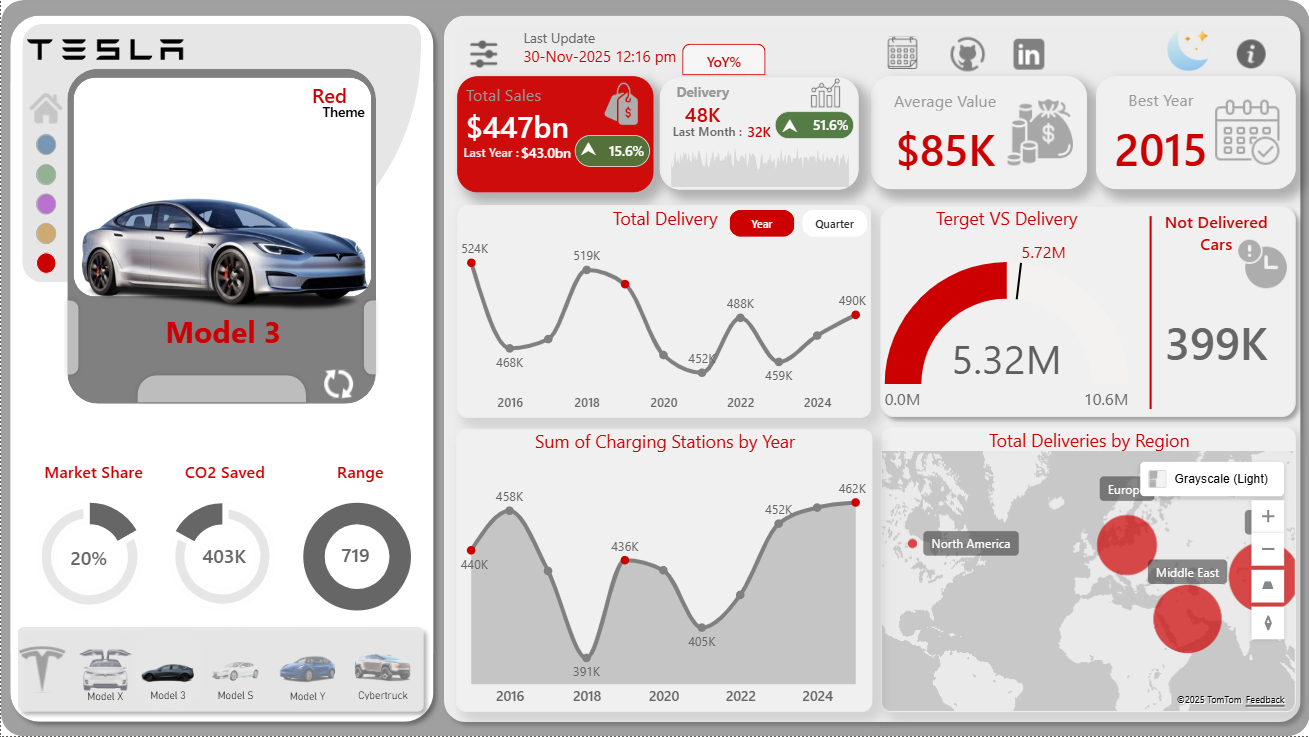 TESLA
Red
Theme
Model 3
Market Share
CO2 Saved
Range
20%
403K
719
Model X
Model 3
Model S
Model Y
Cybertruck
Last Update
30-Nov-2025 12:16 pm
YoY%
in
i
Total Sales
$447bn
Last Year : $43.0bn
15.6%
Delivery
48K
Last Month : 32K
51.6%
Average Value
$85K
Best Year
2015
Total Delivery
Year
Quarter
524K
519K
488K
490K
468K
452K
459K
2016
2018
2020
2022
2024
Terget VS Delivery
5.72M
5.32M
0.0M
10.6M
Not Delivered
Cars
399K
Sum of Charging Stations by Year
458K
462K
452K
436K
440K
405K
391K
2016
2018
2020
2022
2024
Total Deliveries by Region
Grayscale (Light)
Europ
North America
Middle East
©2025 TomTom Feedback